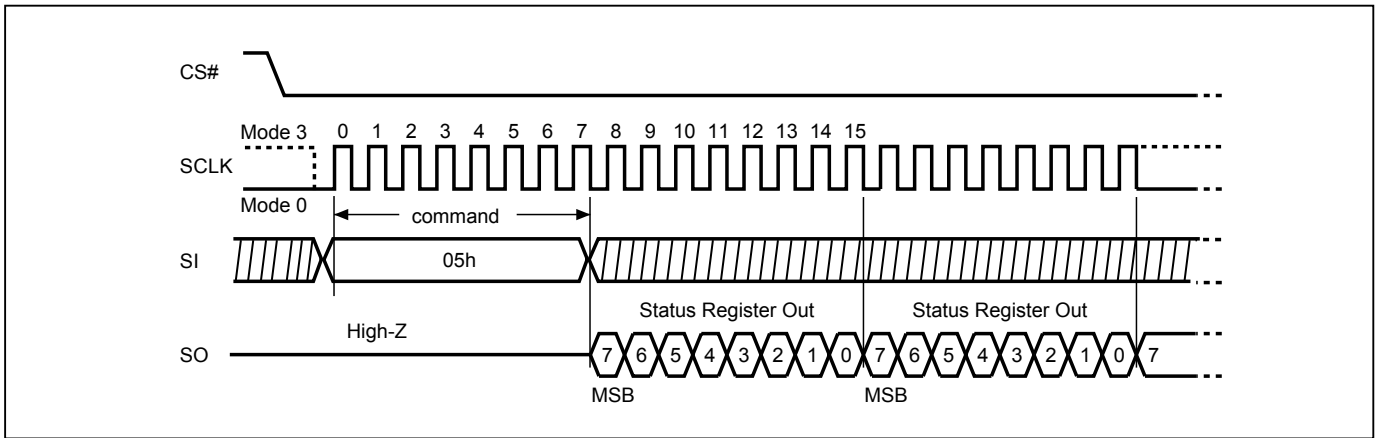 CS#
Mode 3 0 1 2 3 4 5 6 7 8 9 10 11 12 13 14 15
SCLK
Mode 0
command
SI 05h
Status Register Out Status Register Out
High-Z
SO 7 6 5 4 3 2 1 0 7 6 5 4 3 2 1 0 7
MSB MSB